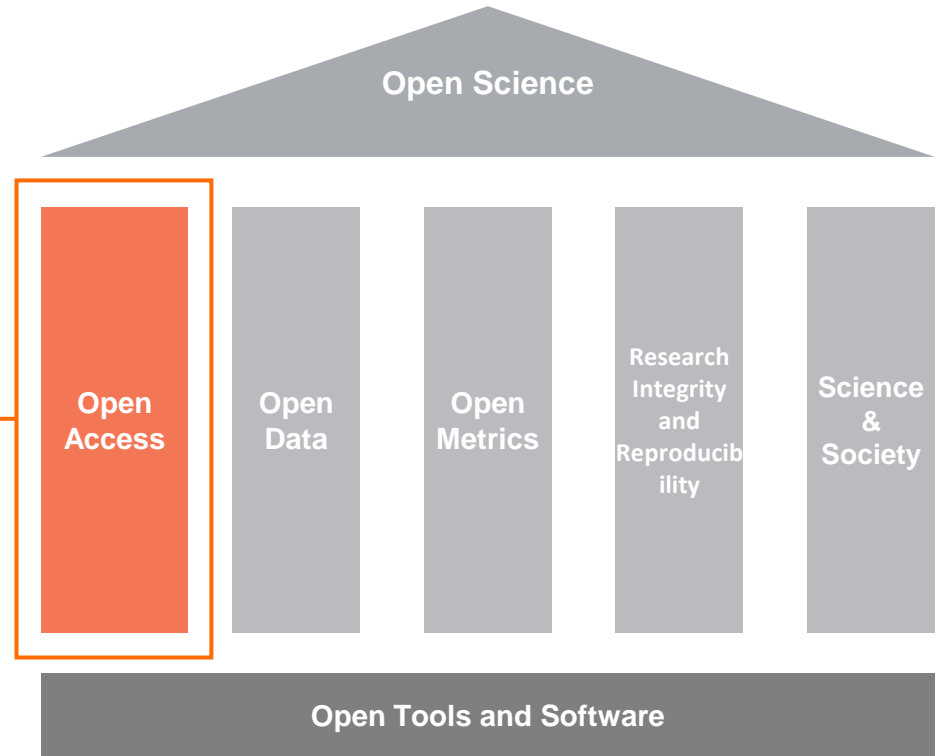 Open Science
Open
Access
Open
Data
Open
Metrics
Research
Integrity
and
Reproducib
ility
Science
&
Society
Open Tools and Software